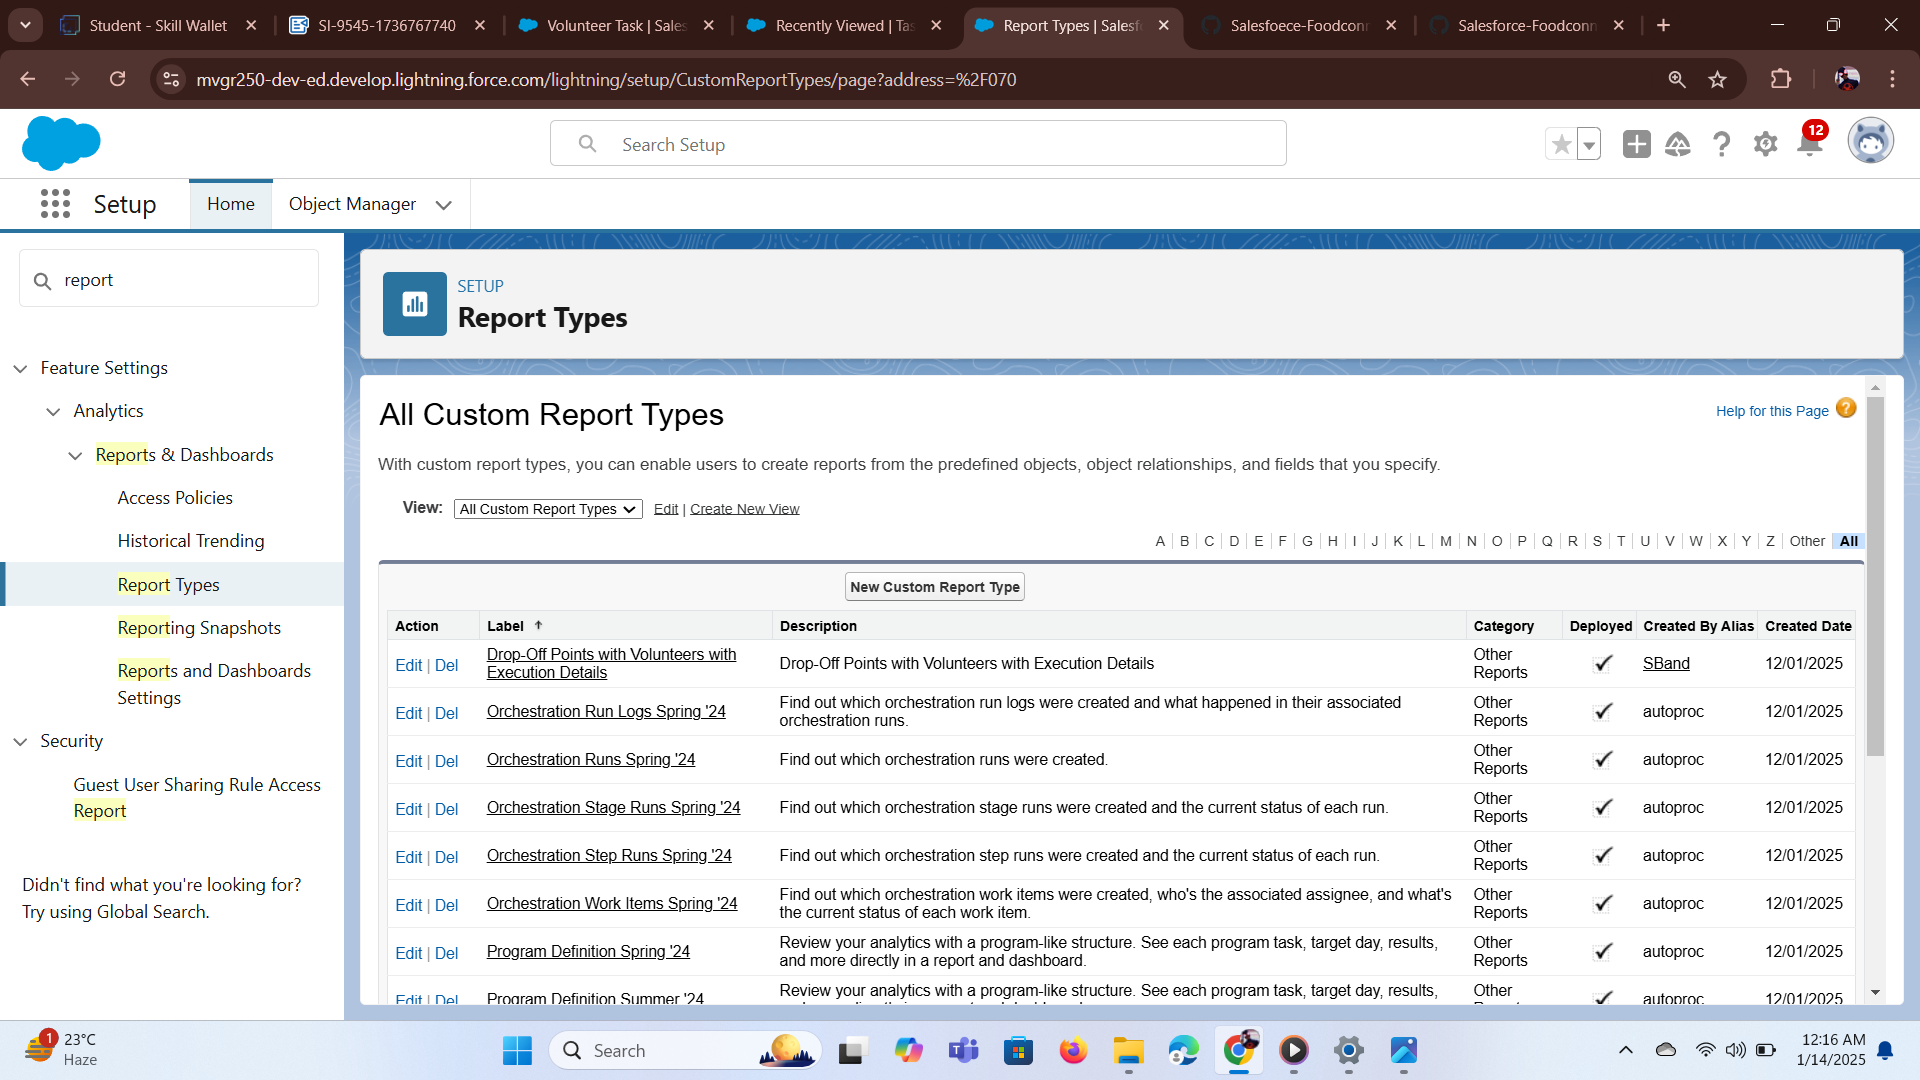 Student - Skill Wallet
SI-9545-1736767740
Volunteer Task | Sales
Recently Viewed | Tas
Report Types | Salesf
Salesfoece-Foodconn
Salesforce-Foodconn
mvgr250-dev-ed.develop.lightning.force.com/lightning/setup/CustomReportTypes/page?address=%2F070
Search Setup
12
Setup
Home
Object Manager
report
SETUP
Report Types
Feature Settings
Analytics
Reports & Dashboards
Access Policies
Historical Trending
Report Types
Reporting Snapshots
Reports and Dashboards
Settings
Security
Guest User Sharing Rule Access
Report
Didn't find what you're looking for?
Try using Global Search.
All Custom Report Types
Help for this Page ?
With custom report types, you can enable users to create reports from the predefined objects, object relationships, and fields that you specify.
View: All Custom Report Types Edit | Create New View
A | B | C | D | E | F | G | H | I | J | K | L | M | N | O | P | Q | R | S | T | U | V | W | X | Y | Z | Other | All
New Custom Report Type
Action Label Description Category Deployed Created By Alias Created Date
Edit | Del Drop-Off Points with Volunteers with Drop-Off Points with Volunteers with Execution Details Other SBand 12/01/2025
Execution Details Reports
Edit | Del Orchestration Run Logs Spring '24 Find out which orchestration run logs were created and what happened in their associated Other autoproc 12/01/2025
orchestration runs. Reports
Edit | Del Orchestration Runs Spring '24 Find out which orchestration runs were created. Other autoproc 12/01/2025
Reports
Edit | Del Orchestration Stage Runs Spring '24 Find out which orchestration stage runs were created and the current status of each run. Other autoproc 12/01/2025
Reports
Edit | Del Orchestration Step Runs Spring '24 Find out which orchestration step runs were created and the current status of each run. Other autoproc 12/01/2025
Reports
Edit | Del Orchestration Work Items Spring '24 Find out which orchestration work items were created, who's the associated assignee, and what's Other autoproc 12/01/2025
the current status of each work item. Reports
Edit | Del Program Definition Spring '24 Review your analytics with a program-like structure. See each program task, target day, results, Other autoproc 12/01/2025
and more directly in a report and dashboard. Reports
Edit | Del Program Definition Summer '24 Review your analytics with a program-like structure. See each program task, target day, results, Other autoproc 12/01/2025
1
23°C
Haze
Search
12:16 AM
1/14/2025